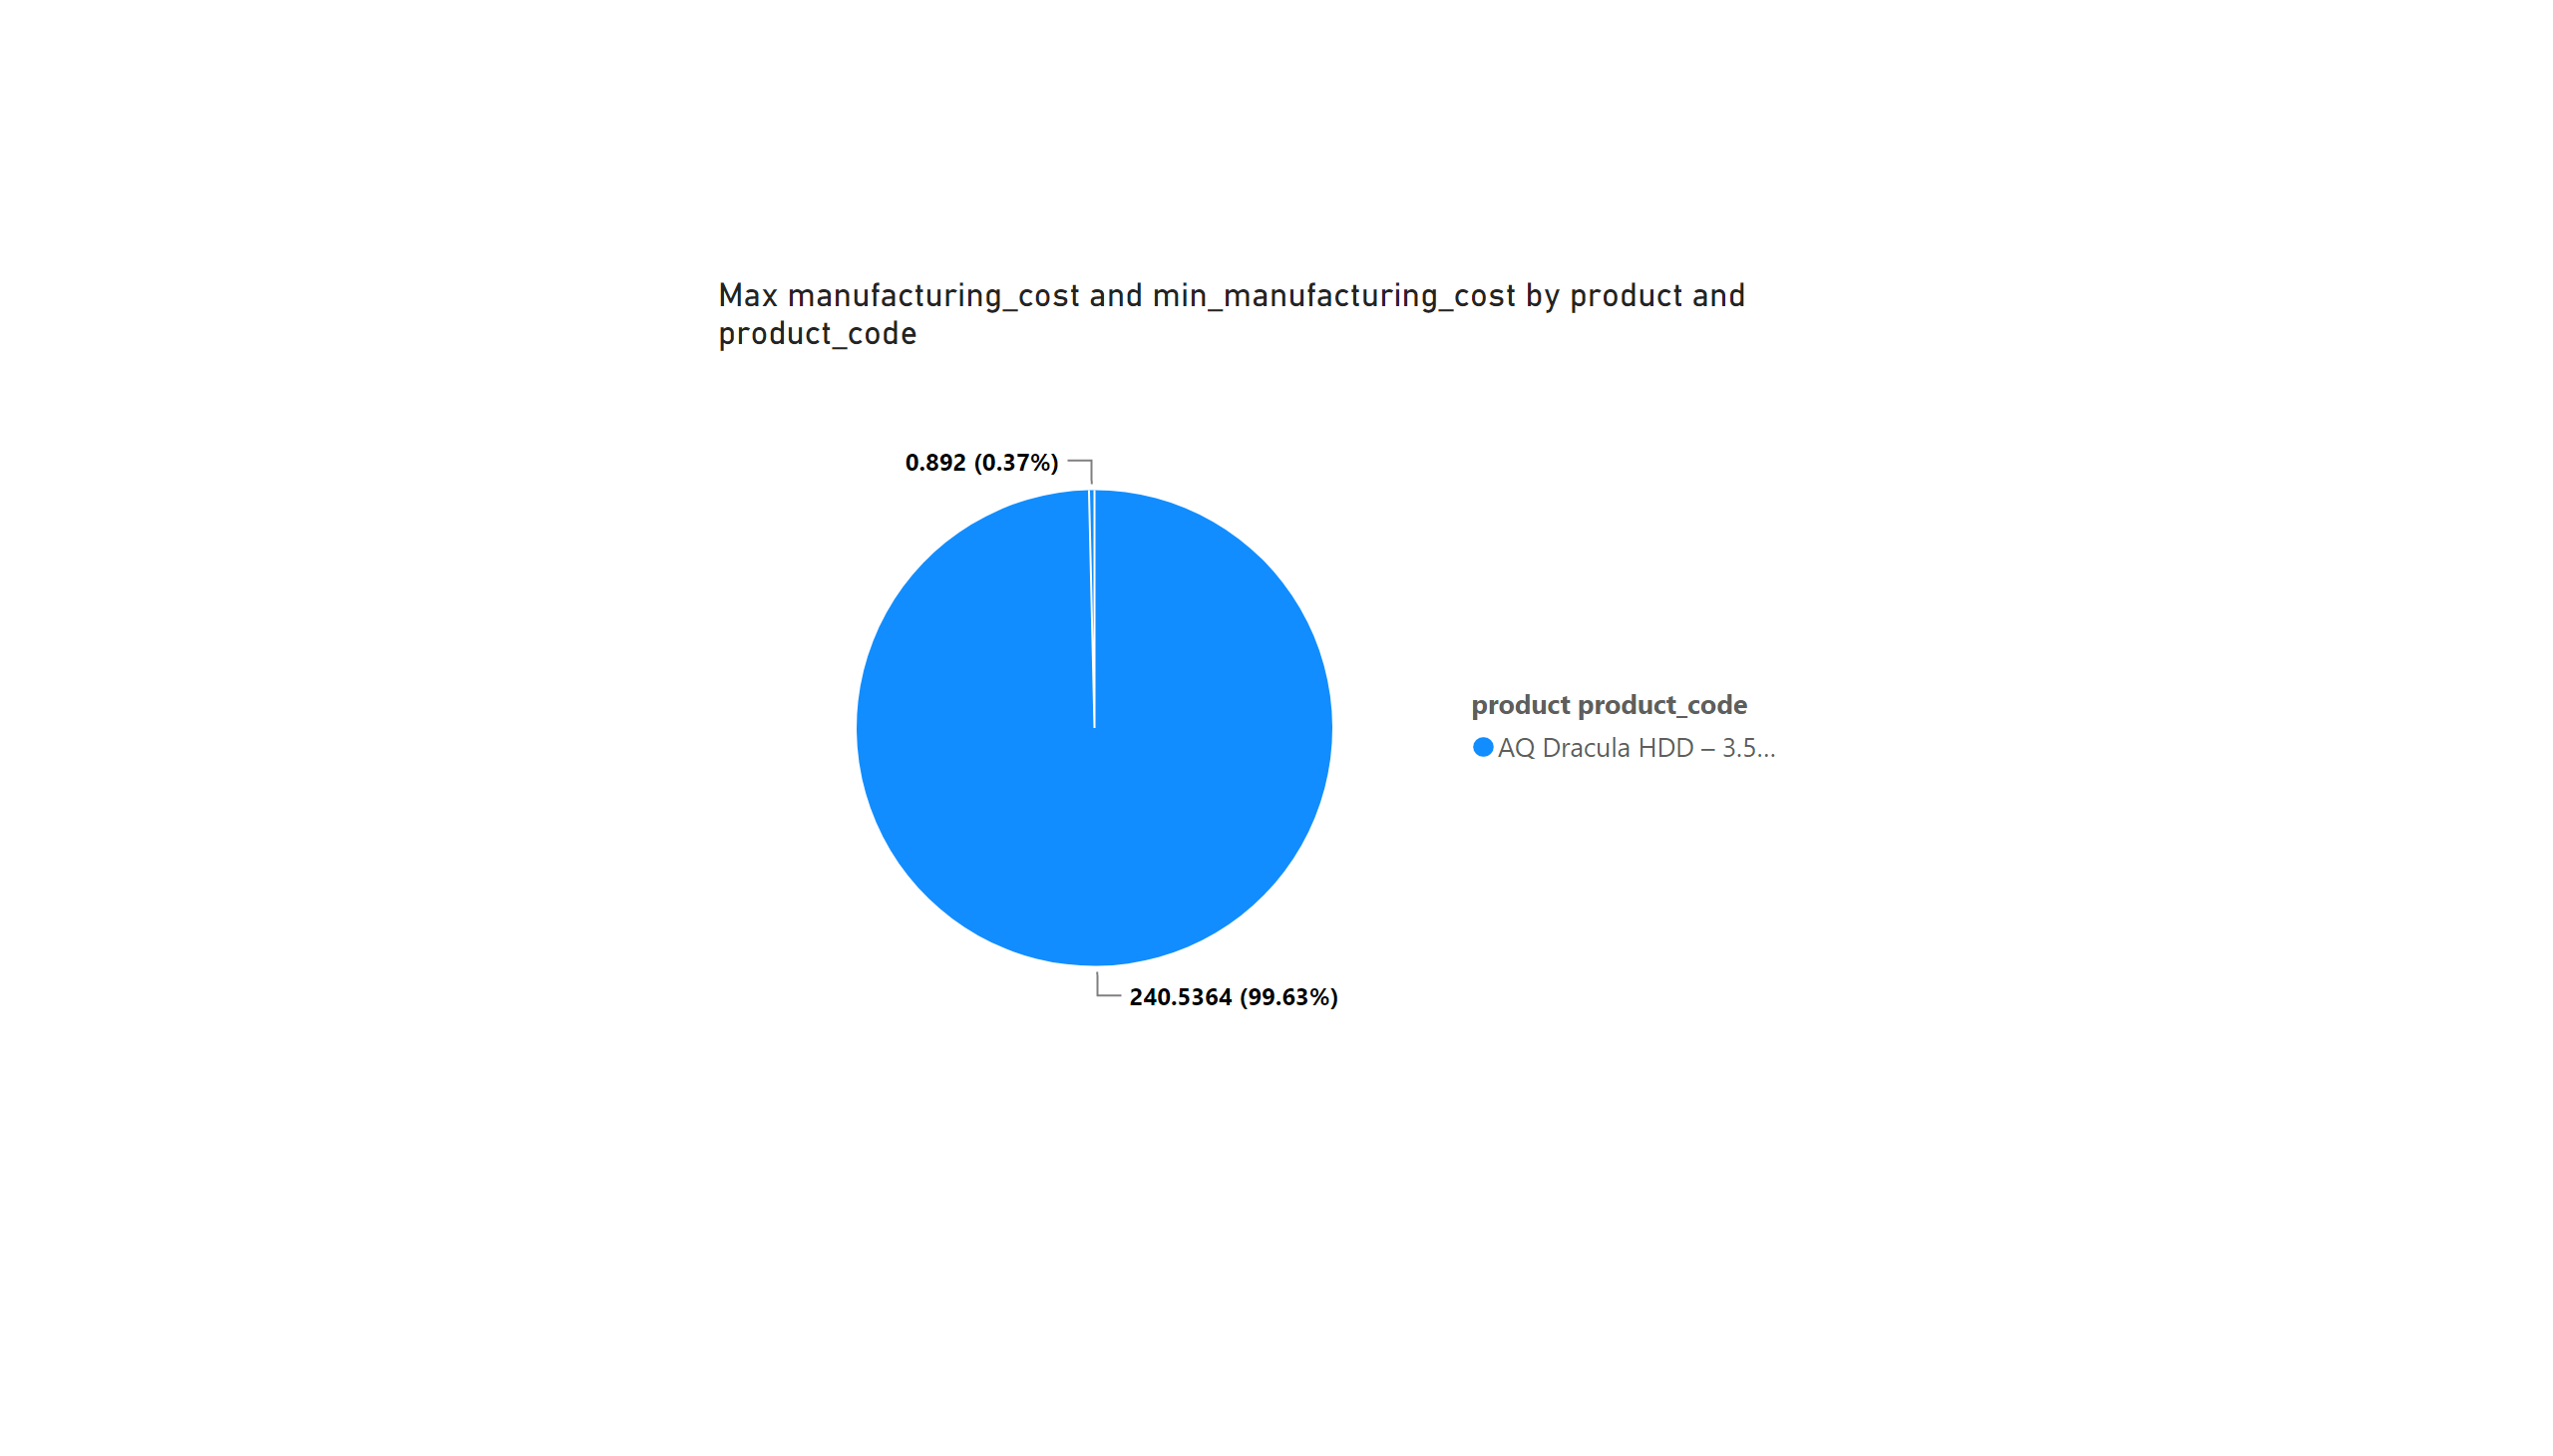 Max manufacturing_cost and min_manufacturing_cost by product and
product_code
0.892 (0.37%)
240.5364 (99.63%)
product product_code
AQ Dracula HDD – 3.5...